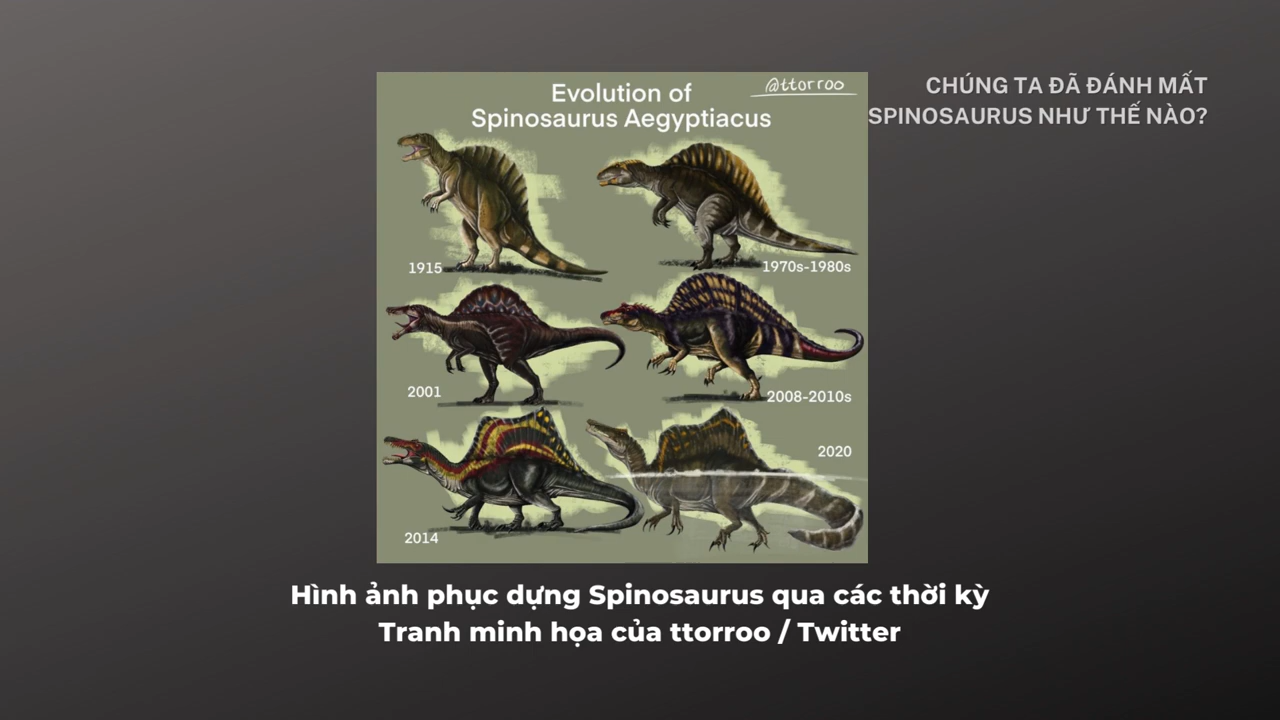 CHÚNG TA ĐÃ ĐÁNH MẤT
SPINOSAURUS NHƯ THẾ NÀO?
@ttorroo
Evolution of
Spinosaurus Aegyptiacus
1915
1970s-1980s
2001
2008-2010s
2014
2020
Hình ảnh phục dựng Spinosaurus qua các thời kỳ
Tranh minh họa của ttorroo / Twitter